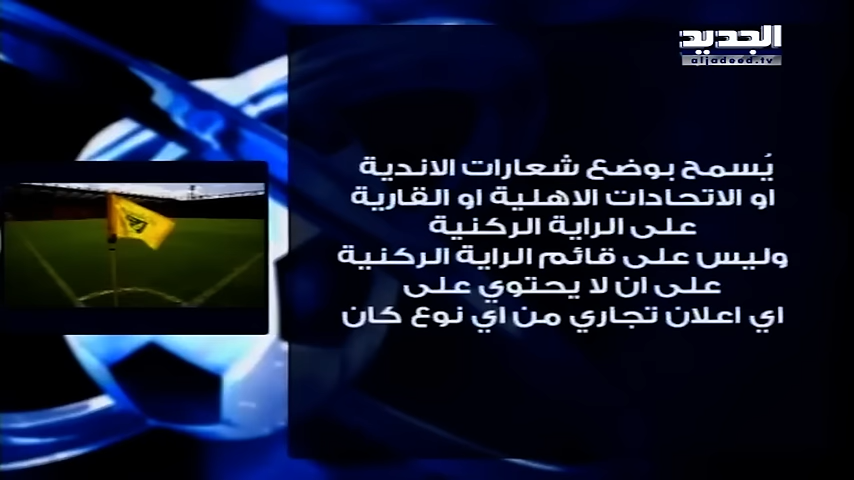 الجديد
aljadeed.tv
يُسمح بوضع شعارات الاندية
او الاتحادات الاهلية او القارية
على الراية الركنية
وليس على قائم الراية الركنية
على ان لا يحتوي على
اي اعلان تجاري من اي نوع كان